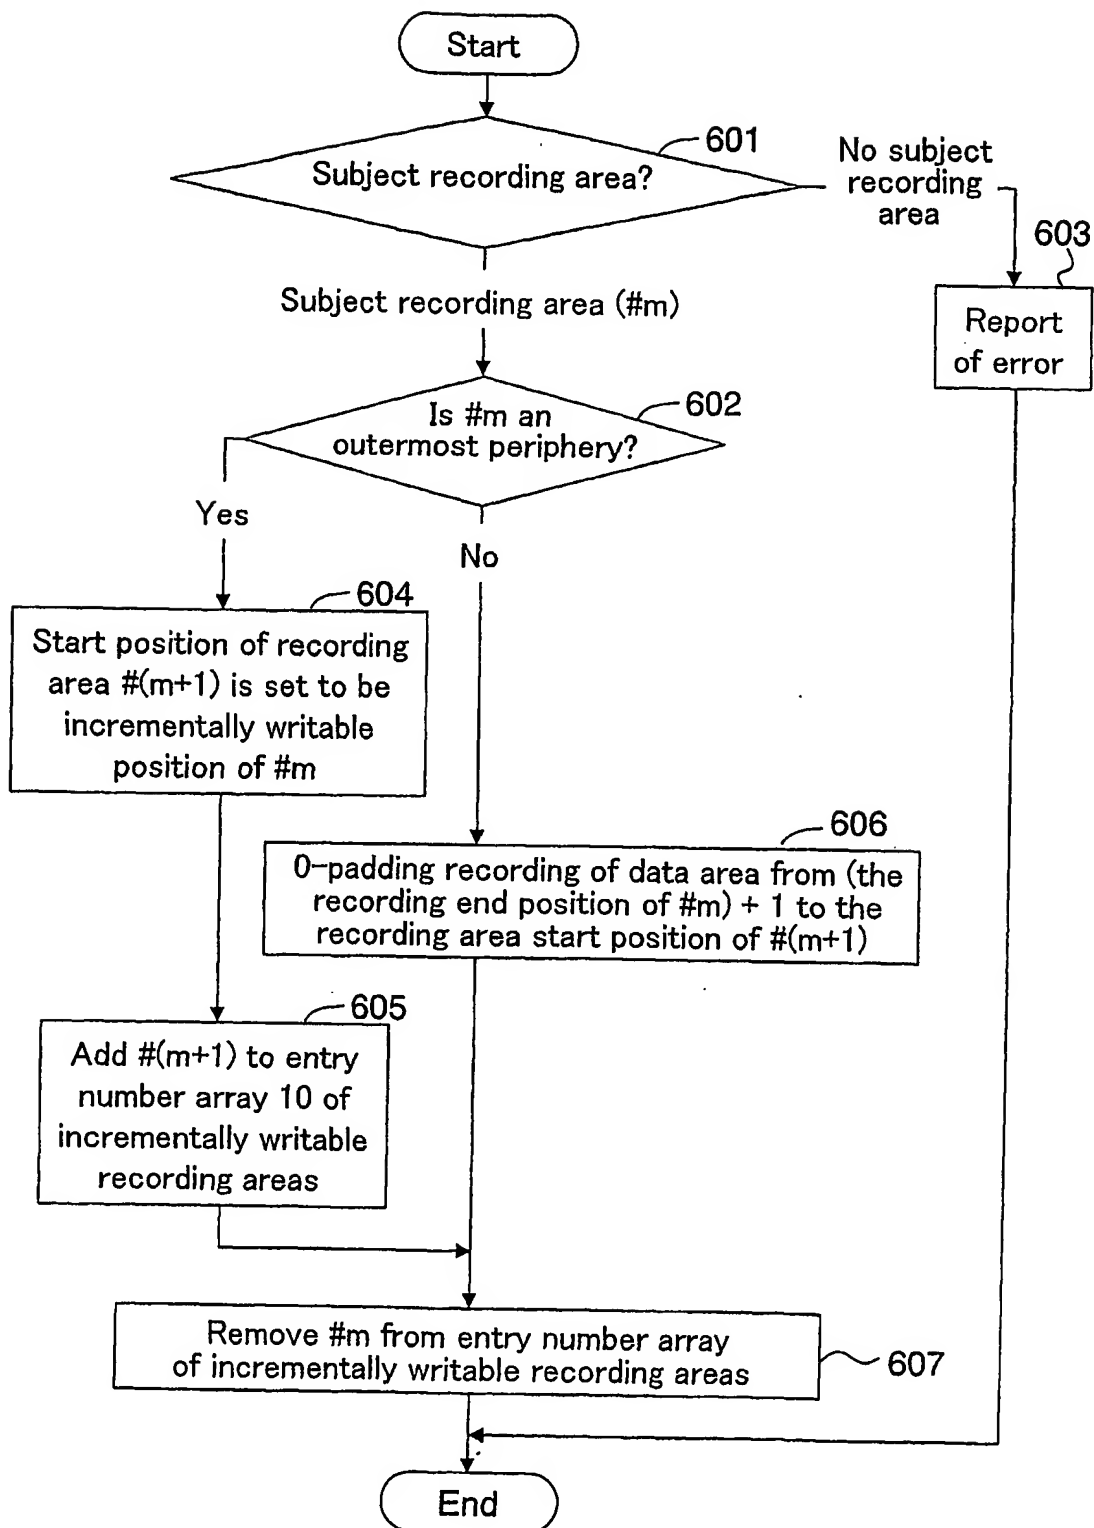 Start
601
Subject recording area?
No subject
recording
area
603
Report
of error
Subject recording area (#m)
602
Is #m an
outermost periphery?
Yes
No
604
Start position of recording
area #(m+1) is set to be
incrementally writable
position of #m
606
0-padding recording of data area from (the
recording end position of #m) + 1 to the
recording area start position of #(m+1)
605
Add #(m+1) to entry
number array 10 of
incrementally writable
recording areas
Remove #m from entry number array
of incrementally writable recording areas
607
End